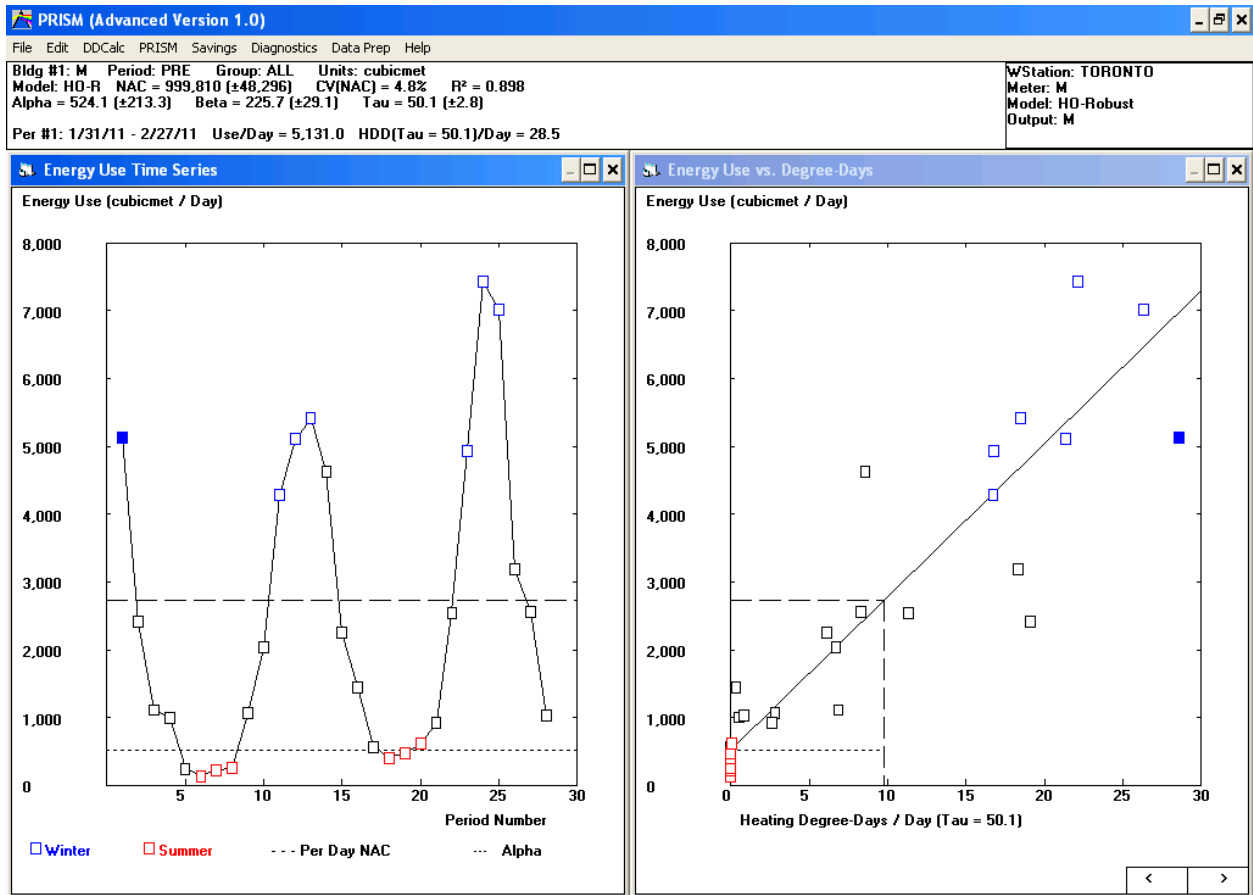 PRISM (Advanced Version 1.0)
File Edit DDCalc PRISM Savings Diagnostics Data Prep Help
Bldg #1: M Period: PRE Group: ALL Units: cubicmet
Model: HO-R NAC = 999,810 (±48,296) CV(NAC) = 4.8% R² = 0.898
Alpha = 524.1 (±213.3) Beta = 225.7 (±29.1) Tau = 50.1 (±2.8)
Per #1: 1/31/11 - 2/27/11 Use/Day = 5,131.0 HDD(Tau = 50.1)/Day = 28.5
WStation: TORONTO
Meter: M
Model: HO-Robust
Output: M
Energy Use Time Series
Energy Use (cubicmet / Day)
8,000
7,000
6,000
5,000
4,000
3,000
2,000
1,000
0
5 10 15 20 25 30
Period Number
Winter Summer - - - Per Day NAC --- Alpha
Energy Use vs. Degree-Days
Energy Use (cubicmet / Day)
8,000
7,000
6,000
5,000
4,000
3,000
2,000
1,000
0
0 5 10 15 20 25 30
Heating Degree-Days / Day (Tau = 50.1)
< >